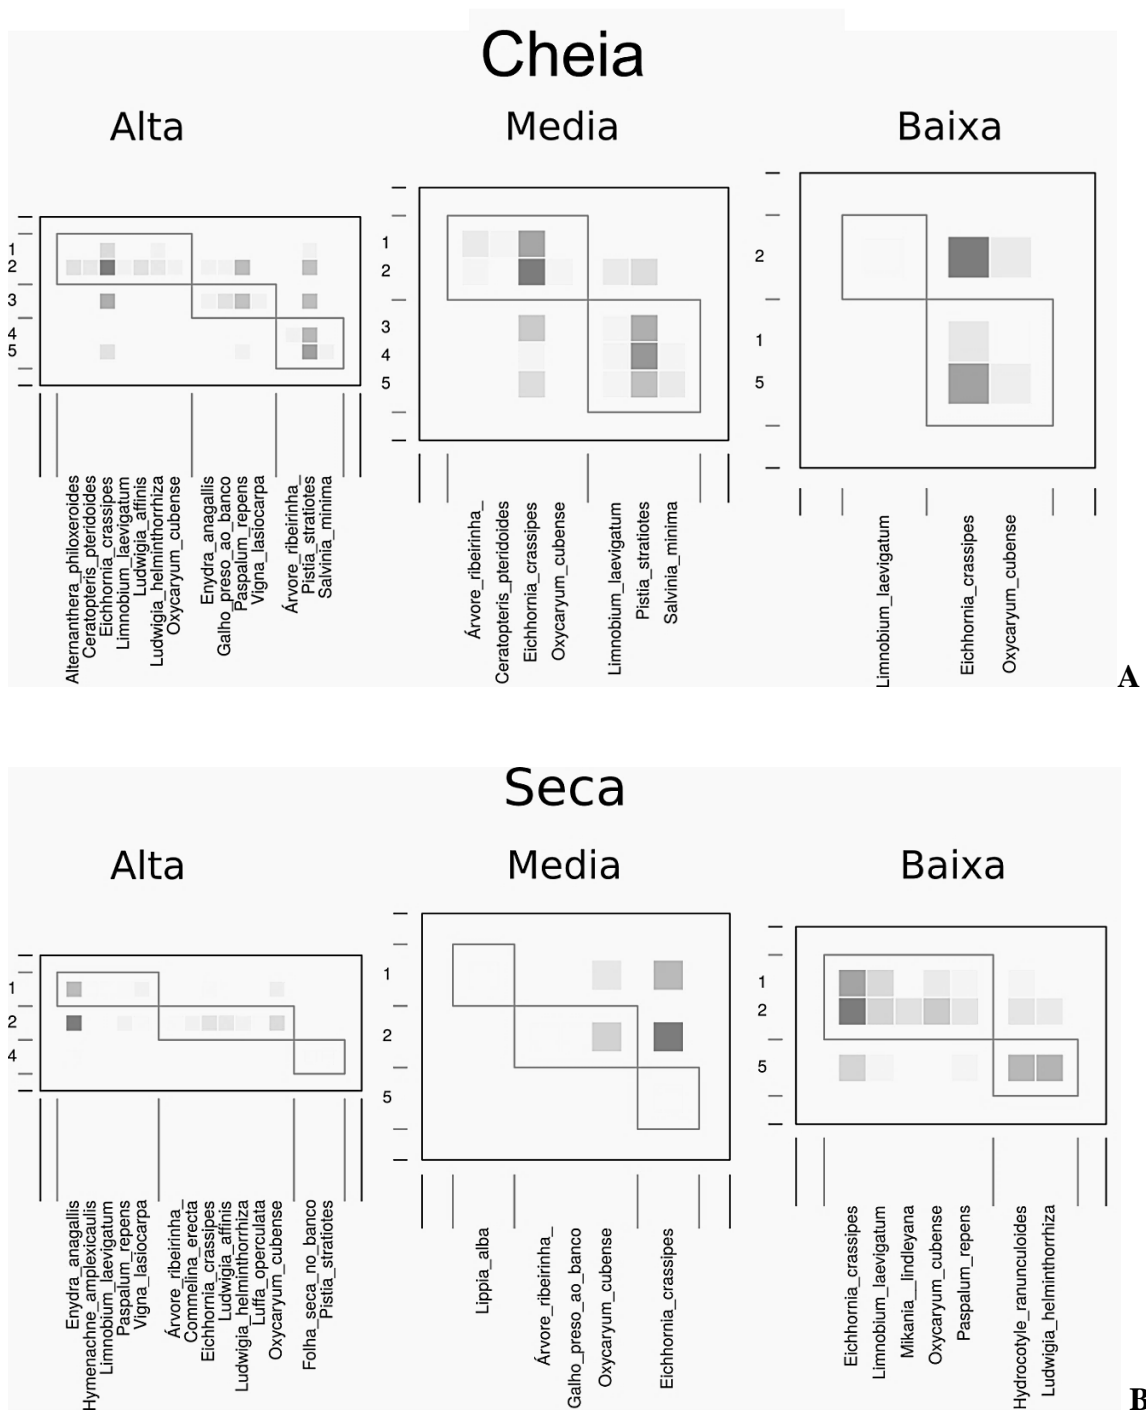 Cheia
Alta
Media
Baixa
1
2
3
4
5
Alternanthera_philoxeroides
Ceratopteris_pteridoides
Eichhornia_crassipes
Limnobium_laevigatum
Ludwigia_affinis
Ludwigia_helminthorrhiza
Oxycaryum_cubense
Enydra_anagallis
Galho_preso_ao_banco
Paspalum_repens
Vigna_lasiocarpa
Árvore_ribeirinha_
Pistia_stratiotes
Salvinia_minima
1
2
3
4
5
Árvore_ribeirinha_
Ceratopteris_pteridoides
Eichhornia_crassipes
Oxycaryum_cubense
Limnobium_laevigatum
Pistia_stratiotes
Salvinia_minima
2
1
5
Limnobium_laevigatum
Eichhornia_crassipes
Oxycaryum_cubense
A
Seca
Alta
Media
Baixa
1
2
4
Enydra_anagallis
Hymenachne_amplexicaulis
Limnobium_laevigatum
Paspalum_repens
Vigna_lasiocarpa
Árvore_ribeirinha_
Commelina_erecta
Eichhornia_crassipes
Ludwigia_affinis
Ludwigia_helminthorrhiza
Luffa_operculata
Oxycaryum_cubense
Folha_seca_no_banco
Pistia_stratiotes
1
2
5
Lippia_alba
Árvore_ribeirinha_
Galho_preso_ao_banco
Oxycaryum_cubense
Eichhornia_crassipes
1
2
5
Eichhornia_crassipes
Limnobium_laevigatum
Mikania__lindleyana
Oxycaryum_cubense
Paspalum_repens
Hydrocotyle_ranunculoides
Ludwigia_helminthorrhiza
B